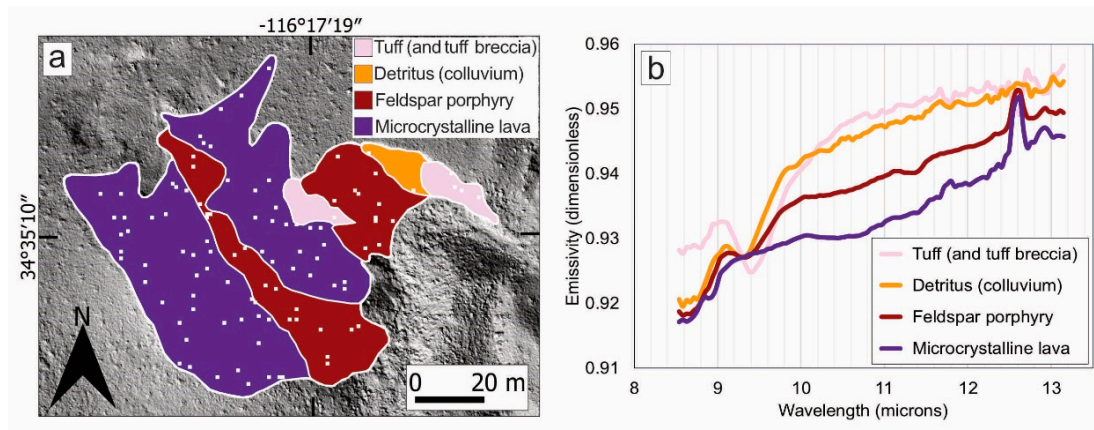 a
-116°17'19"
34°35'10"
Tuff (and tuff breccia)
Detritus (colluvium)
Feldspar porphyry
Microcrystalline lava
N
0 20 m
b
Emissivity (dimensionless)
0.96
0.95
0.94
0.93
0.92
0.91
8 9 10 11 12 13
Wavelength (microns)
Tuff (and tuff breccia)
Detritus (colluvium)
Feldspar porphyry
Microcrystalline lava